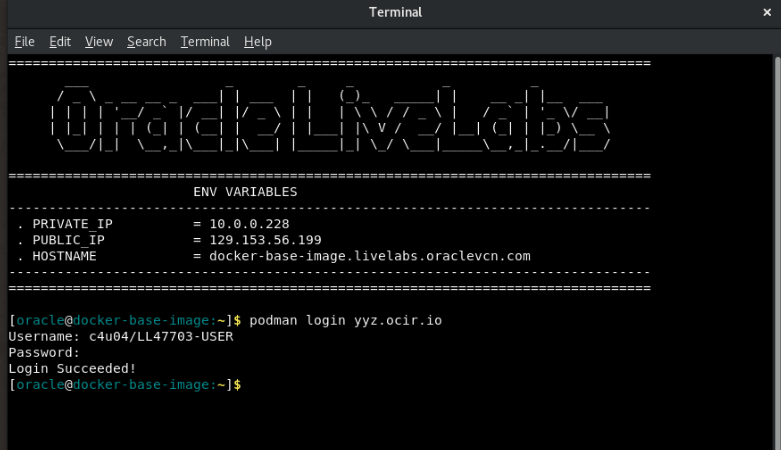 Terminal
×
File Edit View Search Terminal Help
================================================================================
OracleLiveLabs
================================================================================
ENV VARIABLES
--------------------------------------------------------------------------------
. PRIVATE_IP = 10.0.0.228
. PUBLIC_IP = 129.153.56.199
. HOSTNAME = docker-base-image.livelabs.oraclevcn.com
--------------------------------------------------------------------------------
================================================================================
[oracle@docker-base-image:~]$ podman login yyz.ocir.io
Username: c4u04/LL47703-USER
Password:
Login Succeeded!
[oracle@docker-base-image:~]$